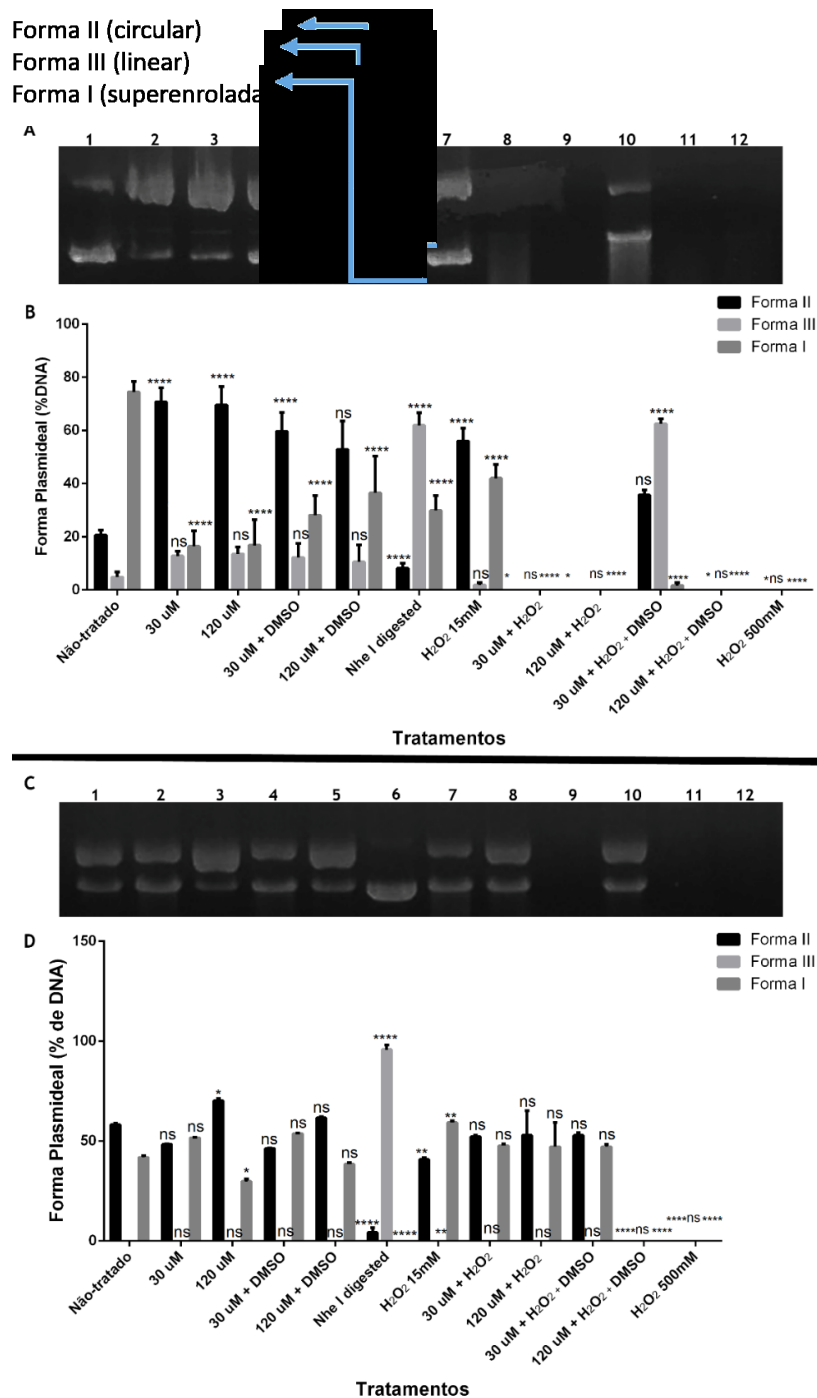 Forma II (circular)
Forma III (linear)
Forma I (superenrolada
A
1 2 3 7 8 9 10 11 12
B
Forma II
Forma III
Forma I
Forma Plasmideal (%DNA)
100
80
60
40
20
0
**** **** **** ns **** **** ns ****
ns **** ns **** ns **** ns **** **** **** ns * ns **** * ns **** **** * ns **** * ns ****
Não-tratado
30 uM
120 uM
30 uM + DMSO
120 uM + DMSO
Nhe I digested
H₂O₂ 15mM
30 uM + H₂O₂
120 uM + H₂O₂
30 uM + H₂O₂ + DMSO
120 uM + H₂O₂ + DMSO
H₂O₂ 500mM
Tratamentos
C
1 2 3 4 5 6 7 8 9 10 11 12
D
Forma II
Forma III
Forma I
Forma Plasmideal (% de DNA)
150
100
50
0
ns ns ns * ns * ns ns ns ns ns ns **** **** **** ** ** ** ns ns ns ns ns ns ns ns ns **** ns **** **** ns ****
Não-tratado
30 uM
120 uM
30 uM + DMSO
120 uM + DMSO
Nhe I digested
H₂O₂ 15mM
30 uM + H₂O₂
120 uM + H₂O₂
30 uM + H₂O₂ + DMSO
120 uM + H₂O₂ + DMSO
H₂O₂ 500mM
Tratamentos